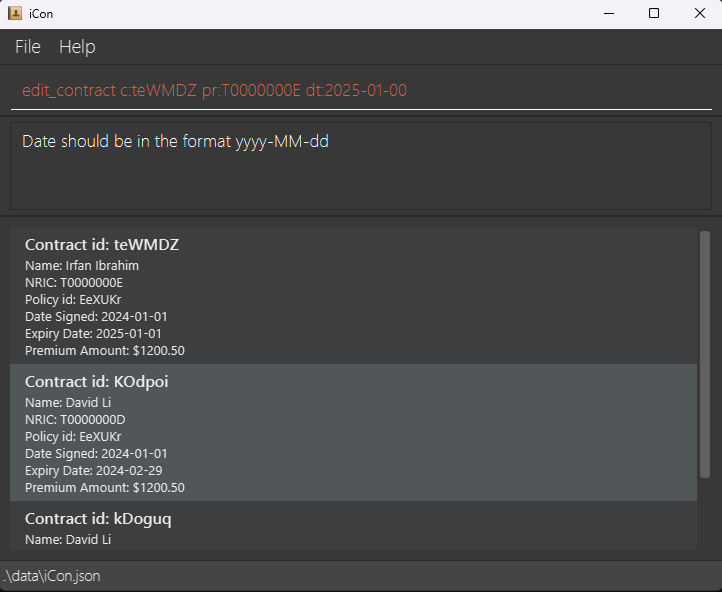 iCon
File Help
edit_contract c:teWMDZ pr:T0000000E dt:2025-01-00
Date should be in the format yyyy-MM-dd
Contract id: teWMDZ
Name: Irfan Ibrahim
NRIC: T0000000E
Policy id: EeXUKr
Date Signed: 2024-01-01
Expiry Date: 2025-01-01
Premium Amount: $1200.50
Contract id: KOdpoi
Name: David Li
NRIC: T0000000D
Policy id: EeXUKr
Date Signed: 2024-01-01
Expiry Date: 2024-02-29
Premium Amount: $1200.50
Contract id: kDoguq
Name: David Li
.\data\iCon.json